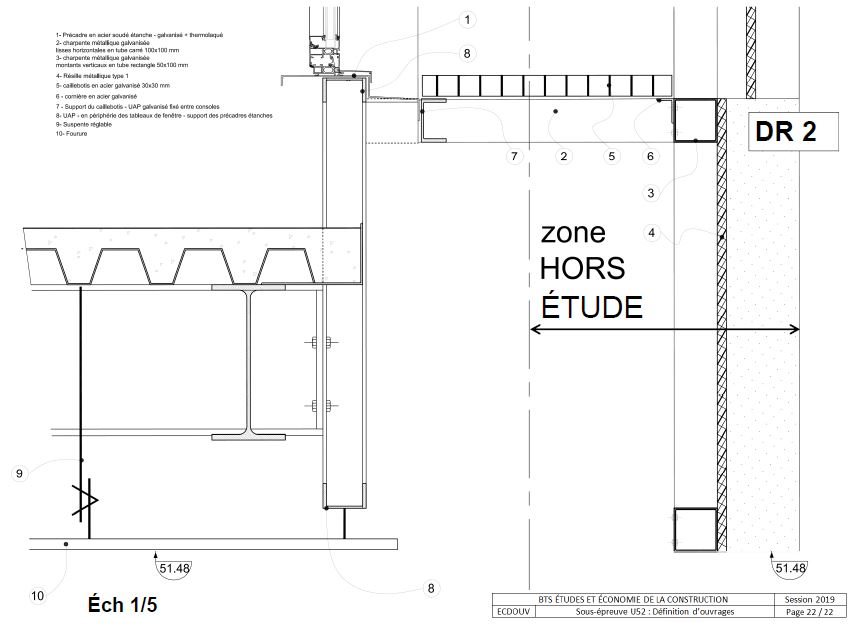 1- Précadre en acier soudé étanche - galvanisé + thermolaqué
2- charpente métallique galvanisée
lisses horizontales en tube carré 100x100 mm
3- charpente métallique galvanisée
montants verticaux en tube rectangle 50x100 mm
4- Résille métallique type 1
5- caillebotis en acier galvanisé 30x30 mm
6 - cornière en acier galvanisé
7 - Support du caillebotis - UAP galvanisé fixé entre consoles
8- UAP - en périphérie des tableaux de fenêtre - support des précadres étanches
9- Suspente réglable
10- Fourure
1
8
DR 2
7
2
5
6
3
4
zone
HORS
ÉTUDE
9
51.48
51.48
10
8
Éch 1/5
BTS ÉTUDES ET ÉCONOMIE DE LA CONSTRUCTION
Session 2019
ECDOUV
Sous-épreuve U52 : Définition d'ouvrages
Page 22 / 22